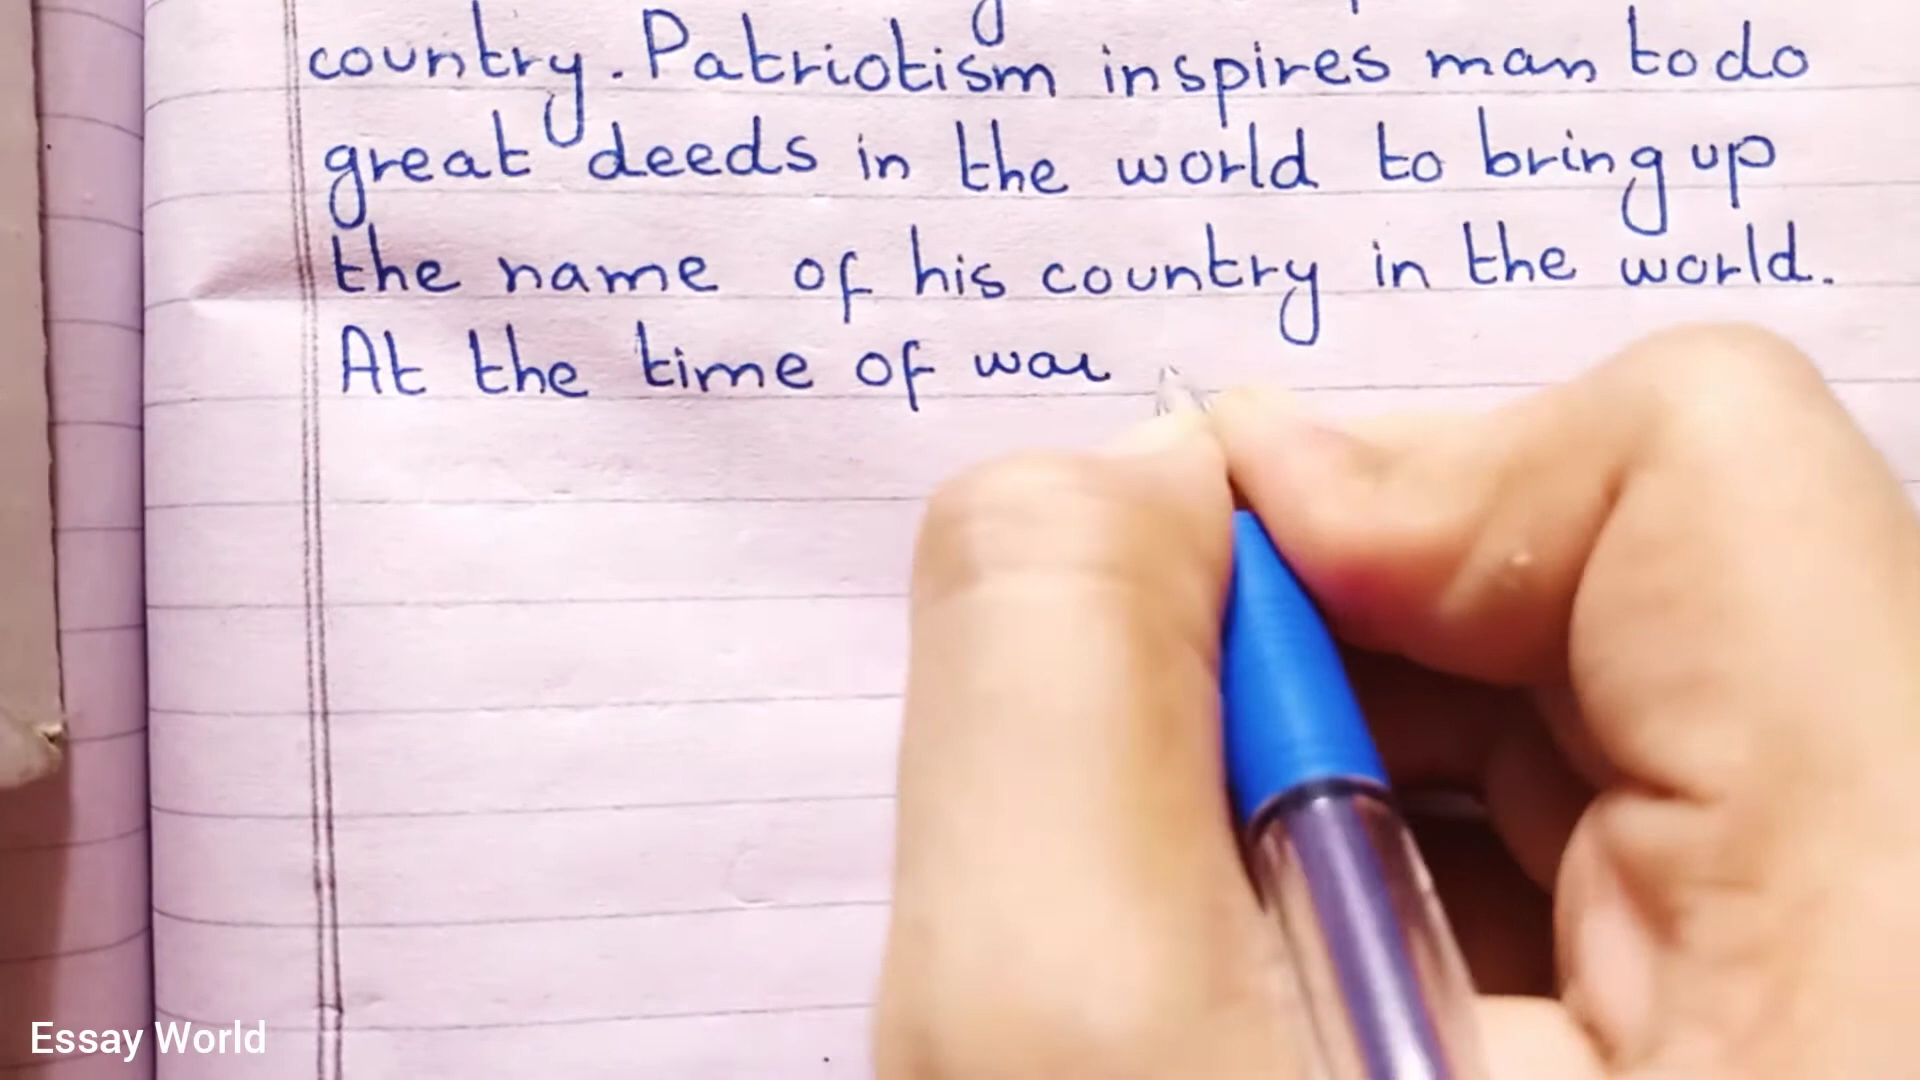 country. Patriotism inspires man to do
great deeds in the world to bring up
the name of his country in the world.
At the time of war
Essay World